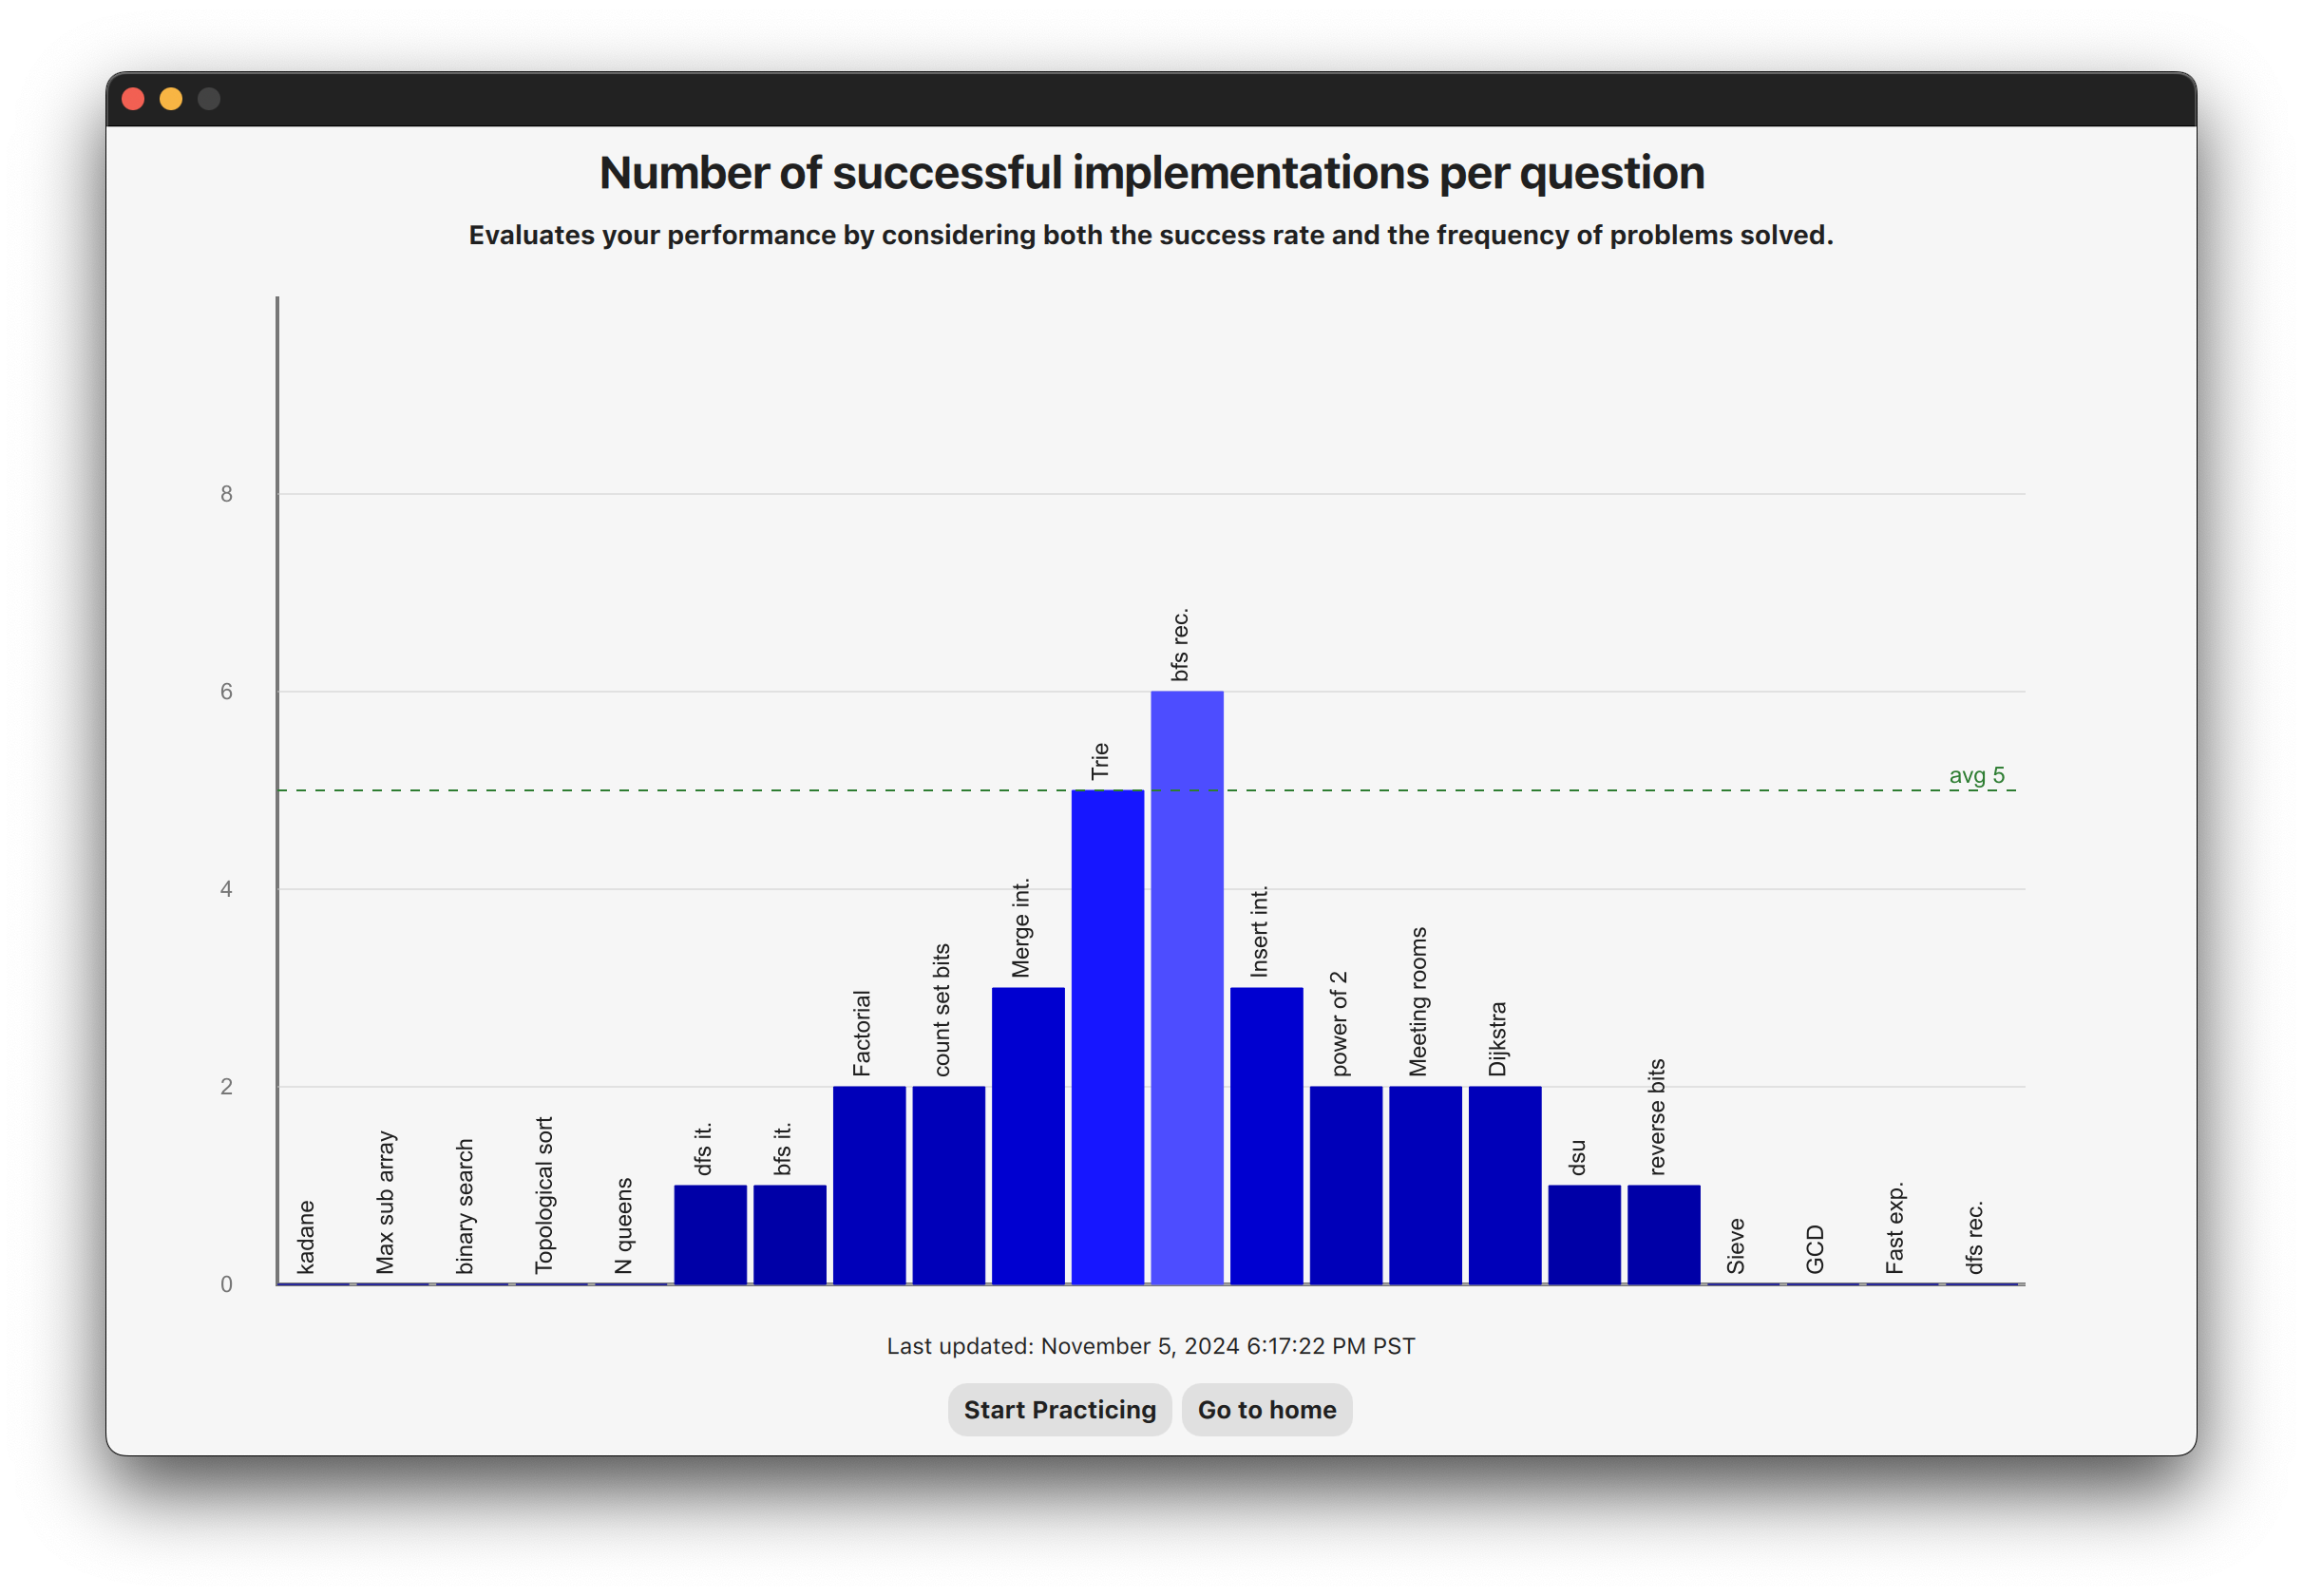 Number of successful implementations per question
Evaluates your performance by considering both the success rate and the frequency of problems solved.
8
6
4
2
0
avg 5
kadane
Max sub array
binary search
Topological sort
N queens
dfs it.
bfs it.
Factorial
count set bits
Merge int.
Trie
bfs rec.
Insert int.
power of 2
Meeting rooms
Dijkstra
dsu
reverse bits
Sieve
GCD
Fast exp.
dfs rec.
Last updated: November 5, 2024 6:17:22 PM PST
Start Practicing
Go to home